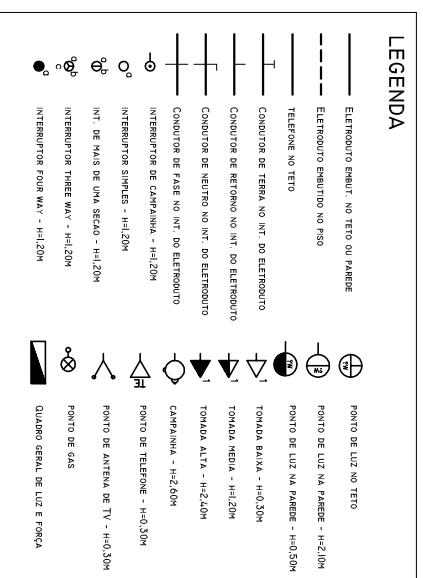 LEGENDA
ELETRODUTO EMBUT. NO TETO OU PAREDE
ELETRODUTO EMBUTIDO NO PISO
TELEFONE NO TETO
CONDUTOR DE TERRA NO INT. DO ELETRODUTO
CONDUTOR DE RETORNO NO INT. DO ELETRODUTO
CONDUTOR DE NEUTRO NO INT. DO ELETRODUTO
CONDUTOR DE FASE NO INT. DO ELETRODUTO
INTERRUPTOR DE CAMPAINHA - H=1,20M
a INTERRUPTOR SIMPLES - H=1,20M
a b INT. DE MAIS DE UMA SECAO - H=1,20M
a b c INTERRUPTOR THREE WAY - H=1,20M
a INTERRUPTOR FOUR WAY - H=1,20M
PONTO DE LUZ NO TETO
PONTO DE LUZ NA PAREDE - H=2,10M
PONTO DE LUZ NA PAREDE - H=0,50M
1 TOMADA BAIXA - H=0,30M
1 TOMADA MEDIA - H=1,20M
1 TOMADA ALTA - H=2,40M
CAMPAINHA - H=2,60M
TE PONTO DE TELEFONE - H=0,30M
PONTO DE ANTENA DE TV - H=0,30M
PONTO DE GAS
QUADRO GERAL DE LUZ E FORÇA